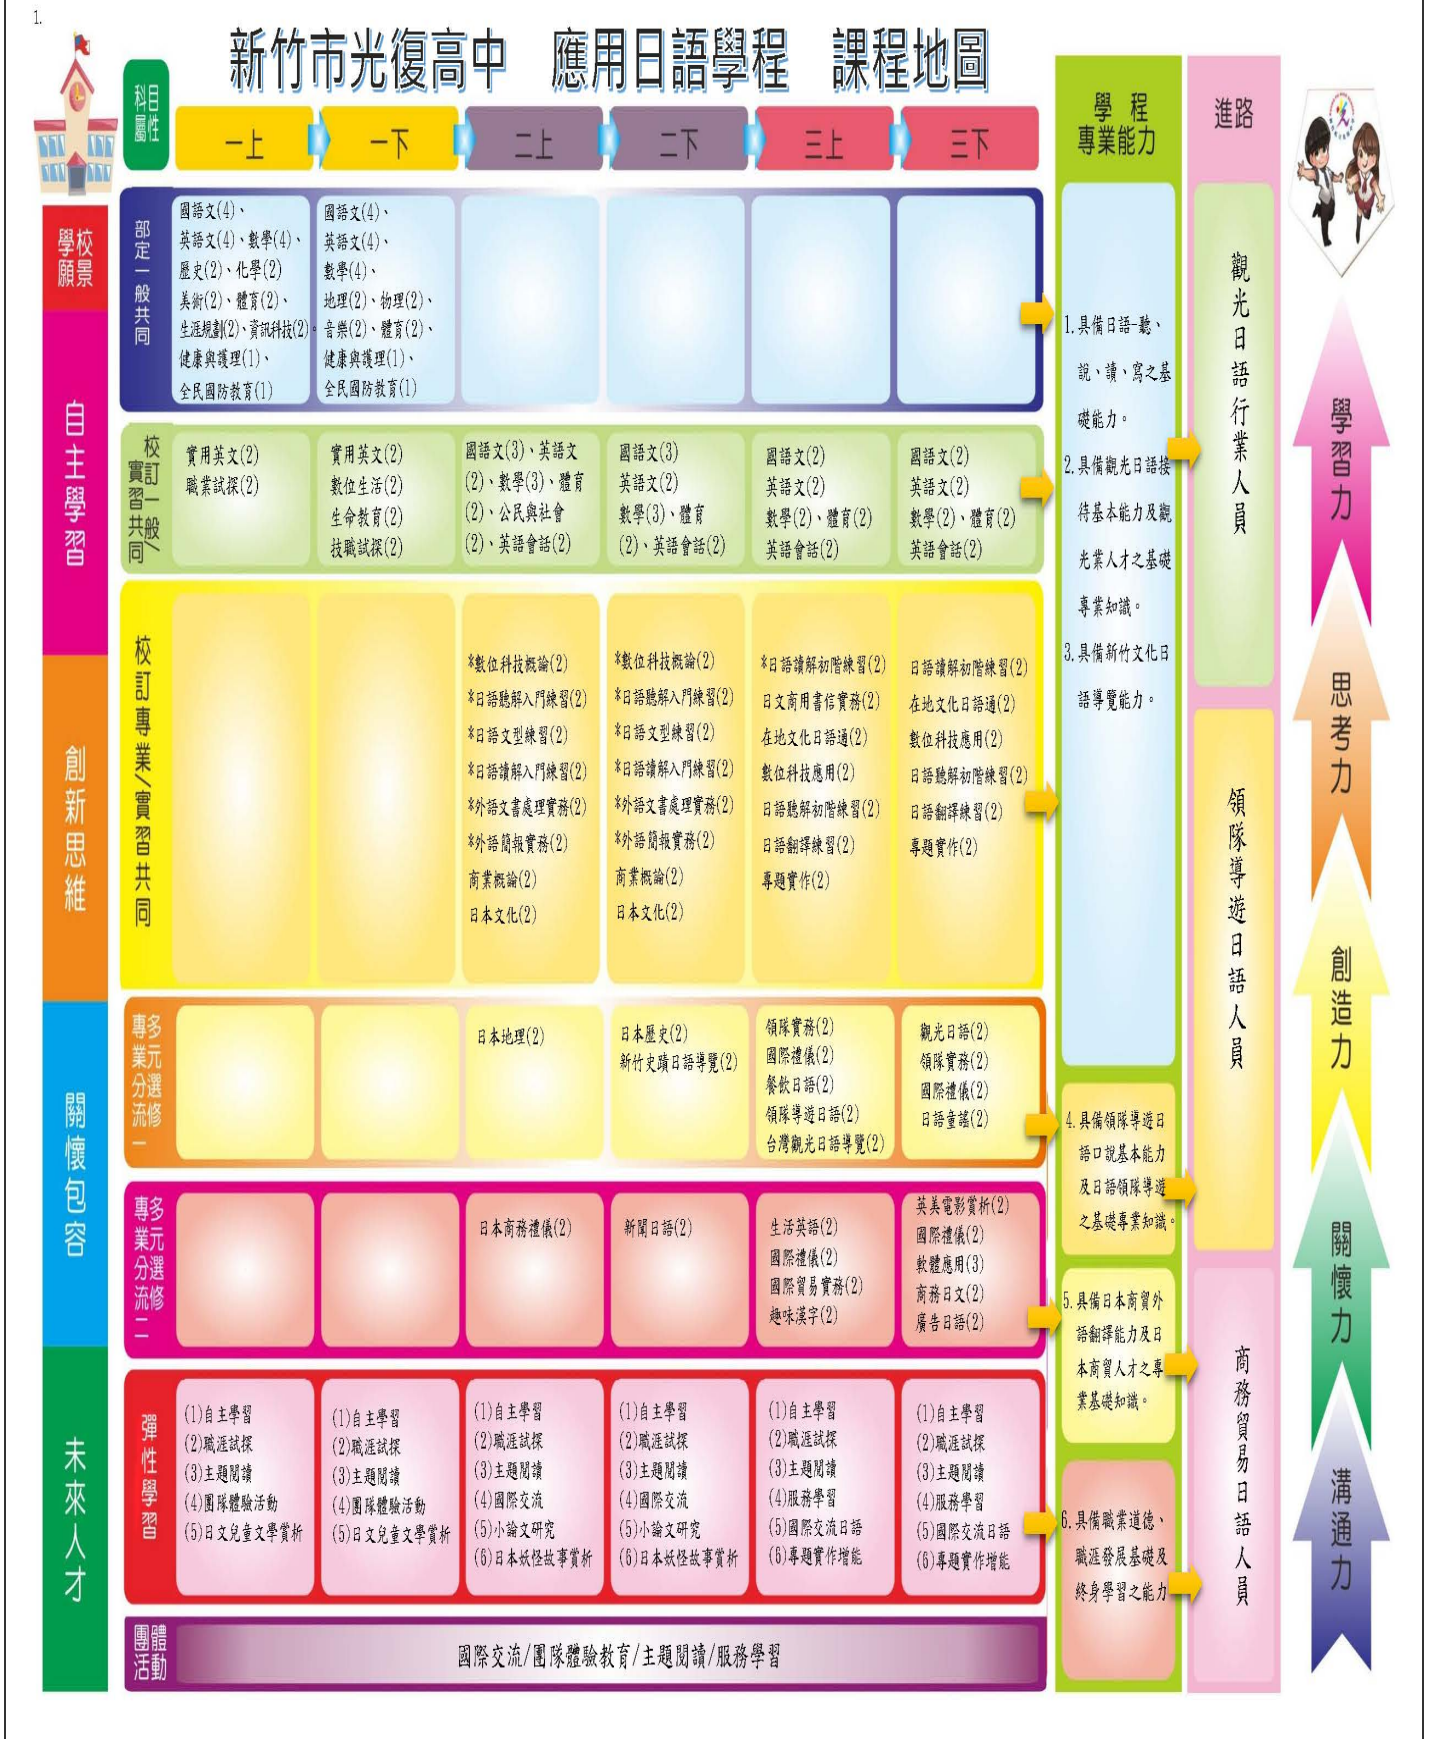 1.
新竹市光復高中 應用日語學程 課程地圖
科目
屬性
一上
一下
二上
二下
三上
三下
學程
專業能力
進路
學校
願景
自主學習
創新思維
關懷包容
未來人才
部定一般共同
國語文(4)、
英語文(4)、數學(4)、
歷史(2)、化學(2)
美術(2)、體育(2)、
生涯規劃(2)、資訊科技(2)。
健康與護理(1)、
全民國防教育(1)
國語文(4)、
英語文(4)、
數學(4)、
地理(2)、物理(2)、
音樂(2)、體育(2)、
健康與護理(1)、
全民國防教育(1)
校訂一般/
實習共同
實用英文(2)
職業試探(2)
實用英文(2)
數位生活(2)
生命教育(2)
技職試探(2)
國語文(3)、英語文
(2)、數學(3)、體育
(2)、公民與社會
(2)、英語會話(2)
國語文(3)
英語文(2)
數學(3)、體育
(2)、英語會話(2)
國語文(2)
英語文(2)
數學(2)、體育(2)
英語會話(2)
國語文(2)
英語文(2)
數學(2)、體育(2)
英語會話(2)
校訂專業/實習共同
*數位科技概論(2)
*日語聽解入門練習(2)
*日語文型練習(2)
*日語讀解入門練習(2)
*外語文書處理實務(2)
*外語簡報實務(2)
商業概論(2)
日本文化(2)
*數位科技概論(2)
*日語聽解入門練習(2)
*日語文型練習(2)
*日語讀解入門練習(2)
*外語文書處理實務(2)
*外語簡報實務(2)
商業概論(2)
日本文化(2)
*日語讀解初階練習(2)
日文商用書信實務(2)
在地文化日語通(2)
數位科技應用(2)
日語聽解初階練習(2)
日語翻譯練習(2)
專題實作(2)
日語讀解初階練習(2)
在地文化日語通(2)
數位科技應用(2)
日語聽解初階練習(2)
日語翻譯練習(2)
專題實作(2)
多元選修
專業分流一
日本地理(2)
日本歷史(2)
新竹史蹟日語導覽(2)
領隊實務(2)
國際禮儀(2)
餐飲日語(2)
領隊導遊日語(2)
台灣觀光日語導覽(2)
觀光日語(2)
領隊實務(2)
國際禮儀(2)
日語童謠(2)
多元選修
專業分流二
日本商務禮儀(2)
新聞日語(2)
生活英語(2)
國際禮儀(2)
國際貿易實務(2)
趣味漢字(2)
英美電影賞析(2)
國際禮儀(2)
軟體應用(3)
商務日文(2)
廣告日語(2)
彈性學習
(1)自主學習
(2)職涯試探
(3)主題閱讀
(4)團隊體驗活動
(5)日文兒童文學賞析
(1)自主學習
(2)職涯試探
(3)主題閱讀
(4)團隊體驗活動
(5)日文兒童文學賞析
(1)自主學習
(2)職涯試探
(3)主題閱讀
(4)國際交流
(5)小論文研究
(6)日本妖怪故事賞析
(1)自主學習
(2)職涯試探
(3)主題閱讀
(4)國際交流
(5)小論文研究
(6)日本妖怪故事賞析
(1)自主學習
(2)職涯試探
(3)主題閱讀
(4)服務學習
(5)國際交流日語
(6)專題實作增能
(1)自主學習
(2)職涯試探
(3)主題閱讀
(4)服務學習
(5)國際交流日語
(6)專題實作增能
團體
活動
國際交流/團隊體驗教育/主題閱讀/服務學習
1.具備日語-聽、
說、讀、寫之基
礎能力。
2.具備觀光日語接
待基本能力及觀
光業人才之基礎
專業知識。
3.具備新竹文化日
語導覽能力。
4.具備領隊導遊日
語口說基本能力
及日語領隊導遊
之基礎專業知識。
5.具備日本商貿外
語翻譯能力及日
本商貿人才之專
業基礎知識。
6.具備職業道德、
職涯發展基礎及
終身學習之能力
觀光日語行業人員
領隊導遊日語人員
商務貿易日語人員
學習力
思考力
創造力
關懷力
溝通力